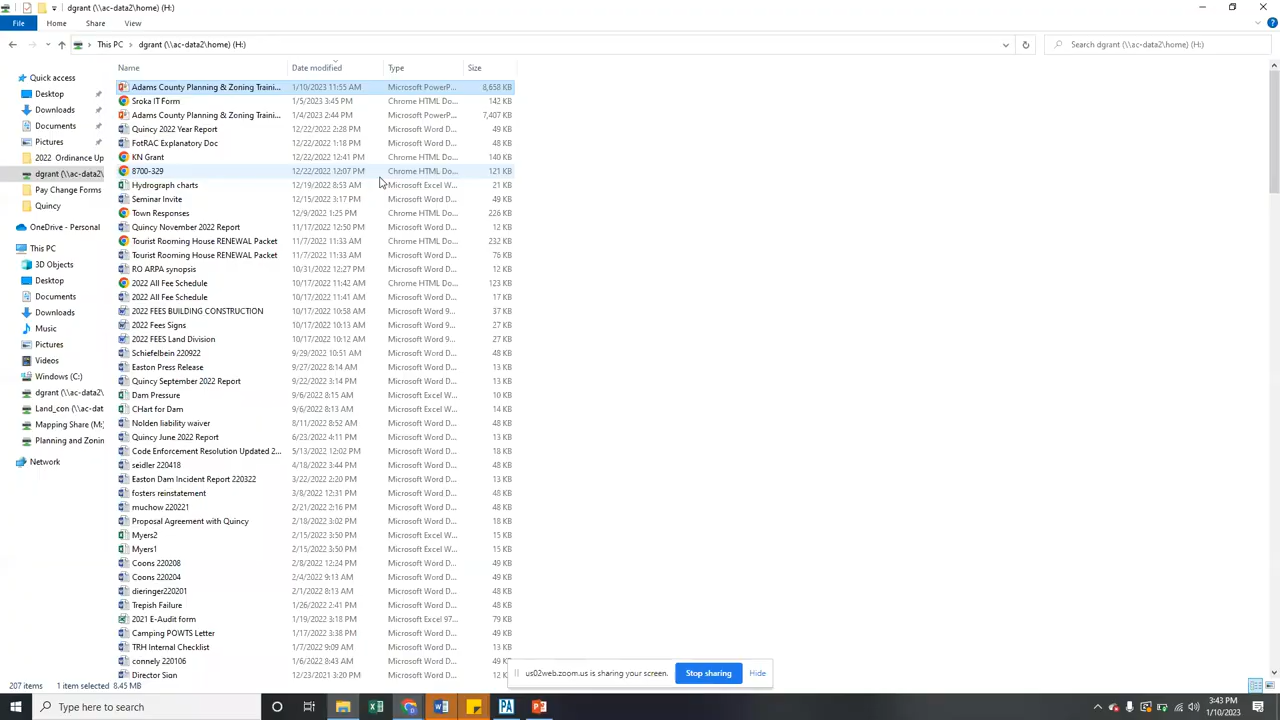 dgrant (\\ac-data2\home) (H:)
File Home Share View
This PC > dgrant (\\ac-data2\home) (H:)
Search dgrant (\\ac-data2\home) (H:)
Name Date modified Type Size
Quick access
Desktop
Downloads
Documents
Pictures
2022 Ordinance Up
dgrant (\\ac-data2\
Pay Change Forms
Quincy
OneDrive - Personal
This PC
3D Objects
Desktop
Documents
Downloads
Music
Pictures
Videos
Windows (C:)
dgrant (\\ac-data2\
Land_con (\\ac-dat
Mapping Share (M:)
Planning and Zonin
Network
Adams County Planning & Zoning Traini... 1/10/2023 11:55 AM Microsoft PowerP... 8,658 KB
Sroka IT Form 1/5/2023 3:45 PM Chrome HTML Do... 142 KB
Adams County Planning & Zoning Traini... 1/4/2023 2:44 PM Microsoft PowerP... 7,407 KB
Quincy 2022 Year Report 12/22/2022 2:28 PM Microsoft Word D... 49 KB
FotRAC Explanatory Doc 12/22/2022 1:18 PM Microsoft Word D... 48 KB
KN Grant 12/22/2022 12:41 PM Chrome HTML Do... 140 KB
8700-329 12/22/2022 12:07 PM Chrome HTML Do... 121 KB
Hydrograph charts 12/19/2022 8:53 AM Microsoft Excel W... 21 KB
Seminar Invite 12/15/2022 3:17 PM Microsoft Word D... 49 KB
Town Responses 12/9/2022 1:25 PM Chrome HTML Do... 226 KB
Quincy November 2022 Report 11/17/2022 12:50 PM Microsoft Word D... 12 KB
Tourist Rooming House RENEWAL Packet 11/7/2022 11:33 AM Chrome HTML Do... 232 KB
Tourist Rooming House RENEWAL Packet 11/7/2022 11:33 AM Microsoft Word D... 76 KB
RO ARPA synopsis 10/31/2022 12:27 PM Microsoft Word D... 12 KB
2022 All Fee Schedule 10/17/2022 11:42 AM Chrome HTML Do... 123 KB
2022 All Fee Schedule 10/17/2022 11:41 AM Microsoft Word D... 17 KB
2022 FEES BUILDING CONSTRUCTION 10/17/2022 10:58 AM Microsoft Word 9... 37 KB
2022 Fees Signs 10/17/2022 10:13 AM Microsoft Word 9... 27 KB
2022 FEES Land Division 10/17/2022 10:12 AM Microsoft Word 9... 27 KB
Schiefelbein 220922 9/29/2022 10:51 AM Microsoft Word D... 48 KB
Easton Press Release 9/27/2022 8:14 AM Microsoft Word D... 13 KB
Quincy September 2022 Report 9/22/2022 3:14 PM Microsoft Word D... 13 KB
Dam Pressure 9/6/2022 8:15 AM Microsoft Excel W... 10 KB
CHart for Dam 9/6/2022 8:13 AM Microsoft Excel W... 14 KB
Nolden liability waiver 8/11/2022 8:52 AM Microsoft Word D... 48 KB
Quincy June 2022 Report 6/23/2022 4:11 PM Microsoft Word D... 13 KB
Code Enforcement Resolution Updated 2... 5/13/2022 12:02 PM Microsoft Word D... 18 KB
seidler 220418 4/18/2022 3:44 PM Microsoft Word D... 48 KB
Easton Dam Incident Report 220322 3/22/2022 2:20 PM Microsoft Word D... 13 KB
fosters reinstatement 3/8/2022 12:31 PM Microsoft Word D... 48 KB
muchow 220221 2/21/2022 2:16 PM Microsoft Word D... 48 KB
Proposal Agreement with Quincy 2/18/2022 3:02 PM Microsoft Word D... 18 KB
Myers2 2/15/2022 3:50 PM Microsoft Excel W... 15 KB
Myers1 2/15/2022 3:50 PM Microsoft Excel W... 15 KB
Coons 220208 2/8/2022 12:24 PM Microsoft Word D... 49 KB
Coons 220204 2/4/2022 9:13 AM Microsoft Word D... 49 KB
dieringer220201 2/1/2022 8:13 AM Microsoft Word D... 48 KB
Trepish Failure 1/26/2022 2:41 PM Microsoft Word D... 48 KB
2021 E-Audit form 1/19/2022 3:18 PM Microsoft Excel 97... 79 KB
Camping POWTS Letter 1/17/2022 3:38 PM Microsoft Word D... 49 KB
TRH Internal Checklist 1/7/2022 9:09 AM Microsoft Word D... 13 KB
connely 220106 1/6/2022 8:43 AM Microsoft Word D... 49 K
Director Sign 12/23/2021 3:20 PM Microsoft Word D... 12 K
us02web.zoom.us is sharing your screen. Stop sharing Hide
207 items 1 item selected 8.45 MB
Type here to search
3:43 PM
1/10/2023